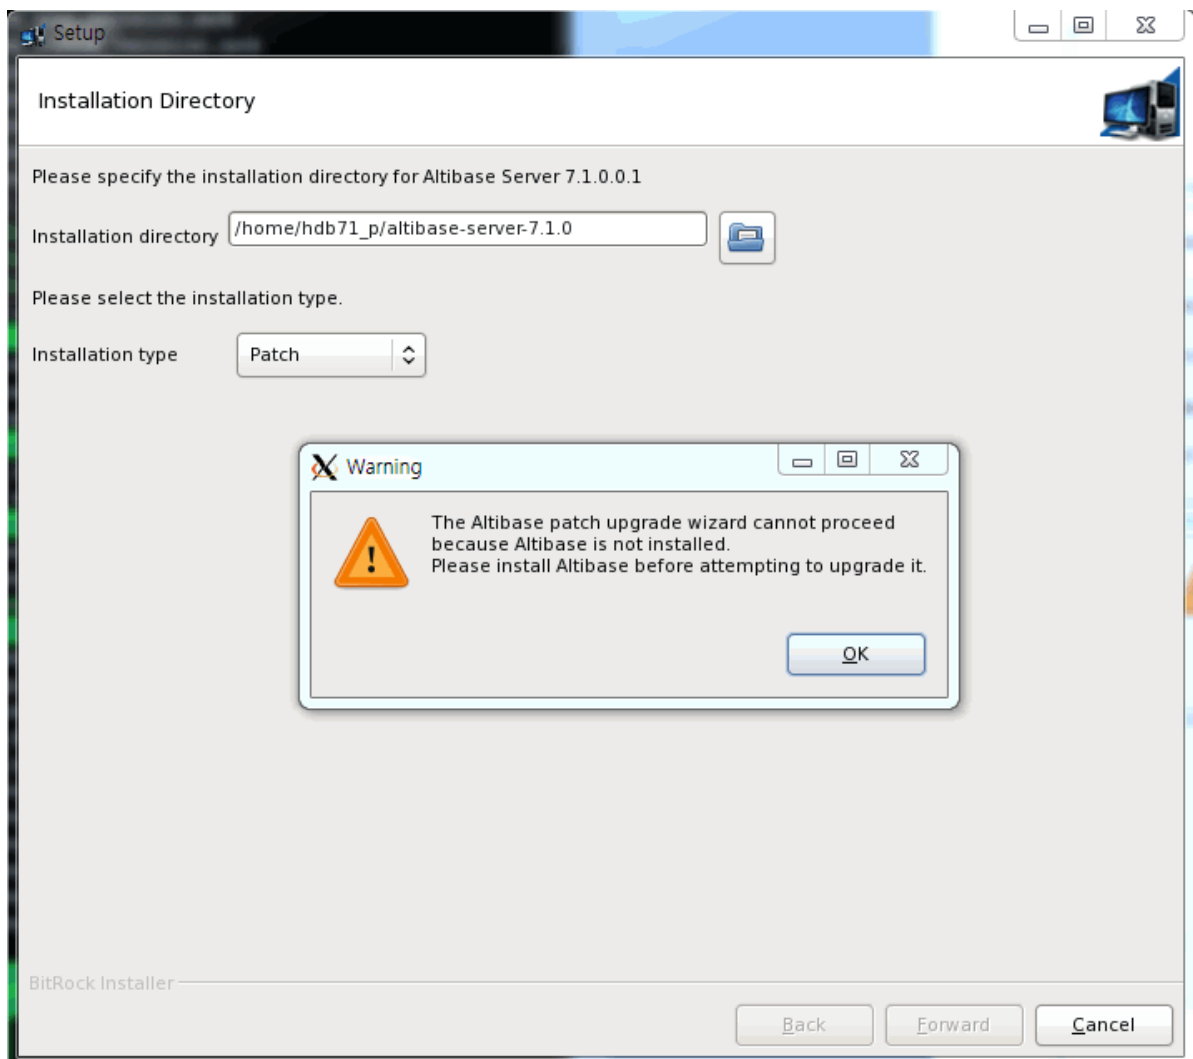 Setup
Installation Directory
Please specify the installation directory for Altibase Server 7.1.0.0.1
Installation directory /home/hdb71_p/altibase-server-7.1.0
Please select the installation type.
Installation type Patch
Warning
The Altibase patch upgrade wizard cannot proceed
because Altibase is not installed.
Please install Altibase before attempting to upgrade it.
OK
BitRock Installer
Back Forward Cancel